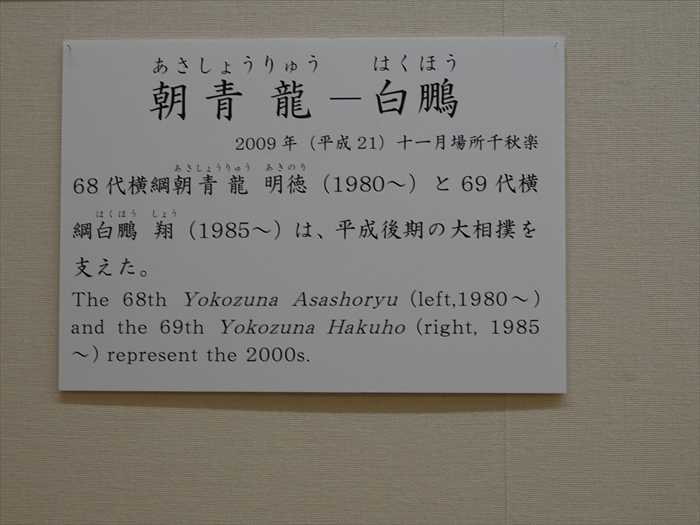 あさしょうりゅう はくほう
朝青龍－白鵬
2009年（平成21）十一月場所千秋楽
あさしょうりゅう あきのり
68代横綱朝青龍 明徳（1980～）と69代横
はくほう しょう
綱白鵬 翔（1985～）は、平成後期の大相撲を
支えた。
The 68th Yokozuna Asashoryu (left,1980～)
and the 69th Yokozuna Hakuho (right, 1985
～) represent the 2000s.